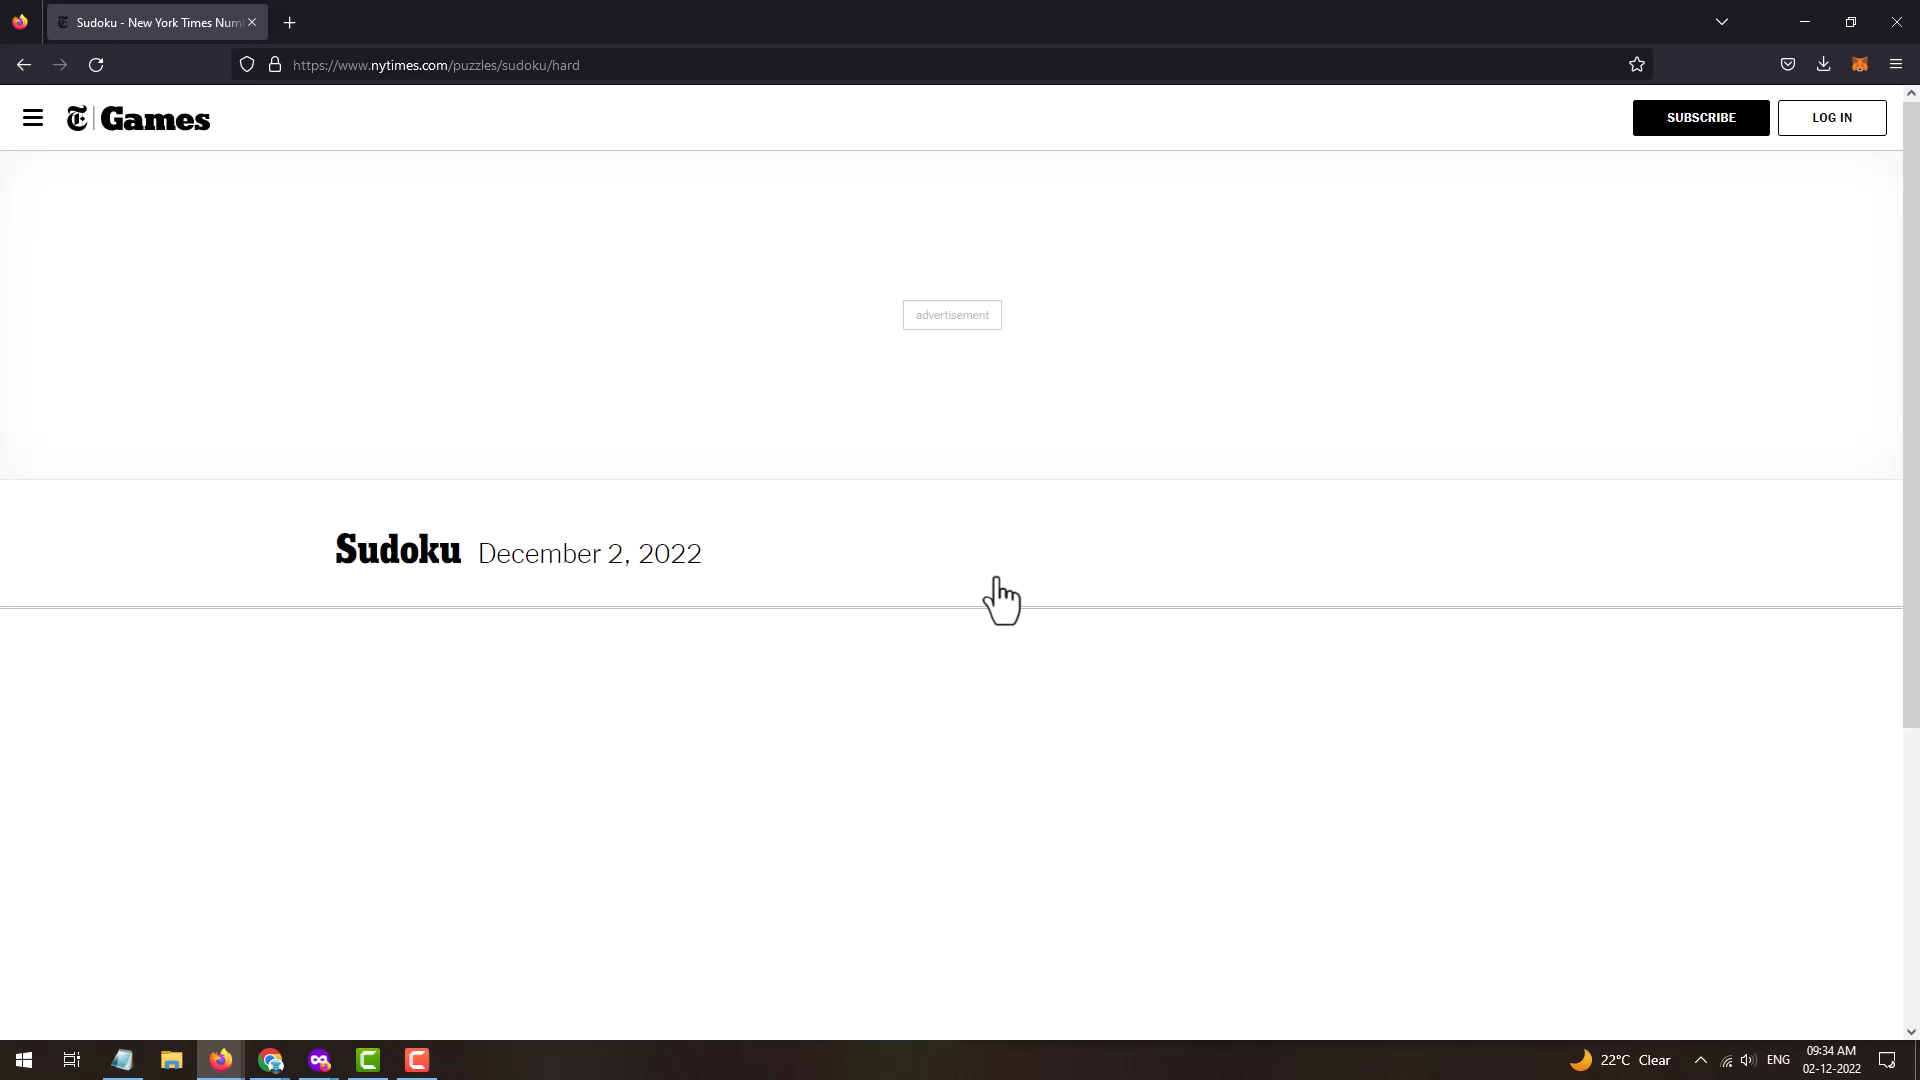 Sudoku - New York Times Num
https://www.nytimes.com/puzzles/sudoku/hard
T Games
SUBSCRIBE
LOG IN
advertisement
Sudoku December 2, 2022
22°C Clear
ENG
09:34 AM
02-12-2022